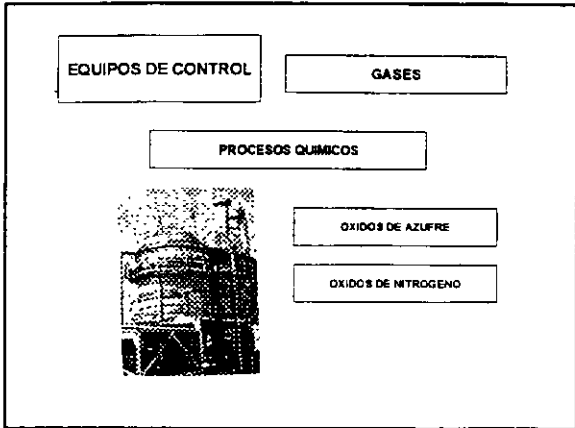 EQUIPOS DE CONTROL
GASES
PROCESOS QUIMICOS
OXIDOS DE AZUFRE
OXIDOS DE NITROGENO